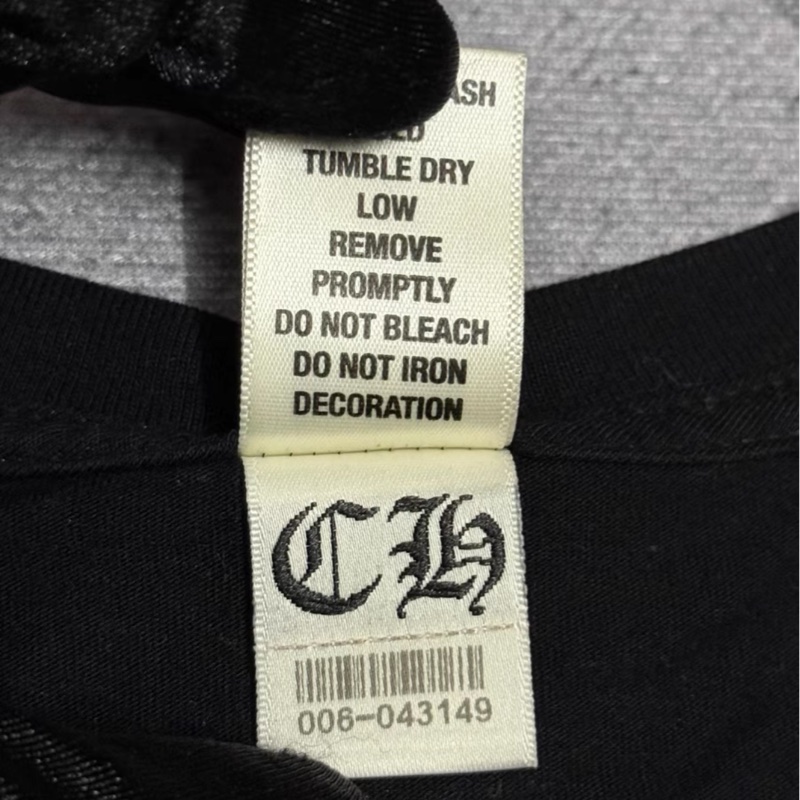 TUMBLE DRY
LOW
REMOVE
PROMPTLY
DO NOT BLEACH
DO NOT IRON
DECORATION
CH
006-043149